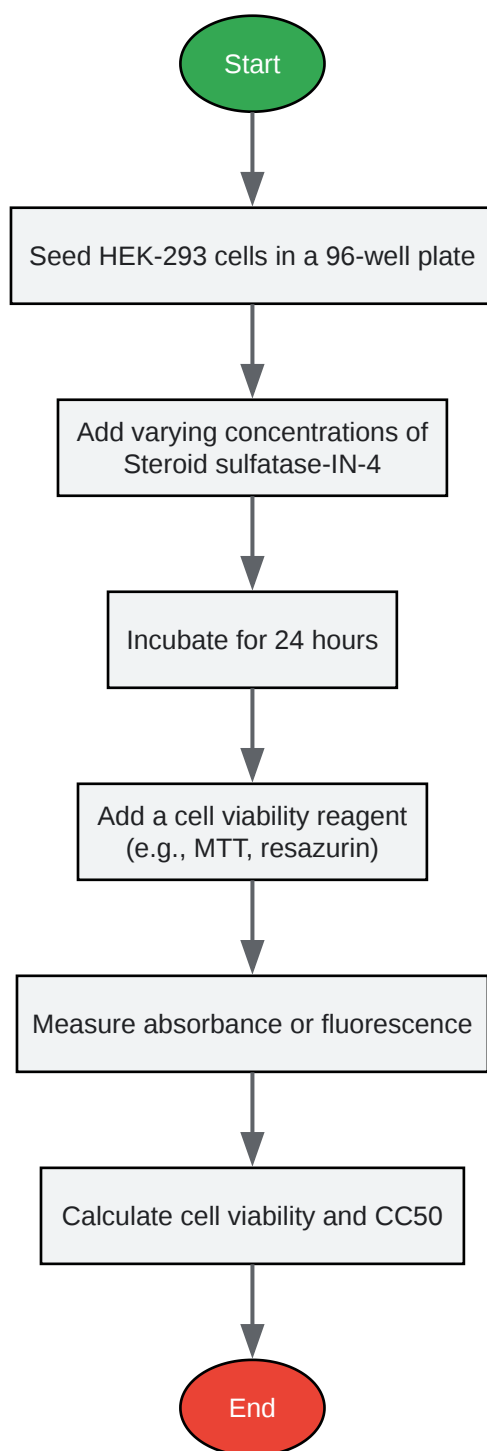 Start
Seed HEK-293 cells in a 96-well plate
Add varying concentrations of
Steroid sulfatase-IN-4
Incubate for 24 hours
Add a cell viability reagent
(e.g., MTT, resazurin)
Measure absorbance or fluorescence
Calculate cell viability and CC50
End